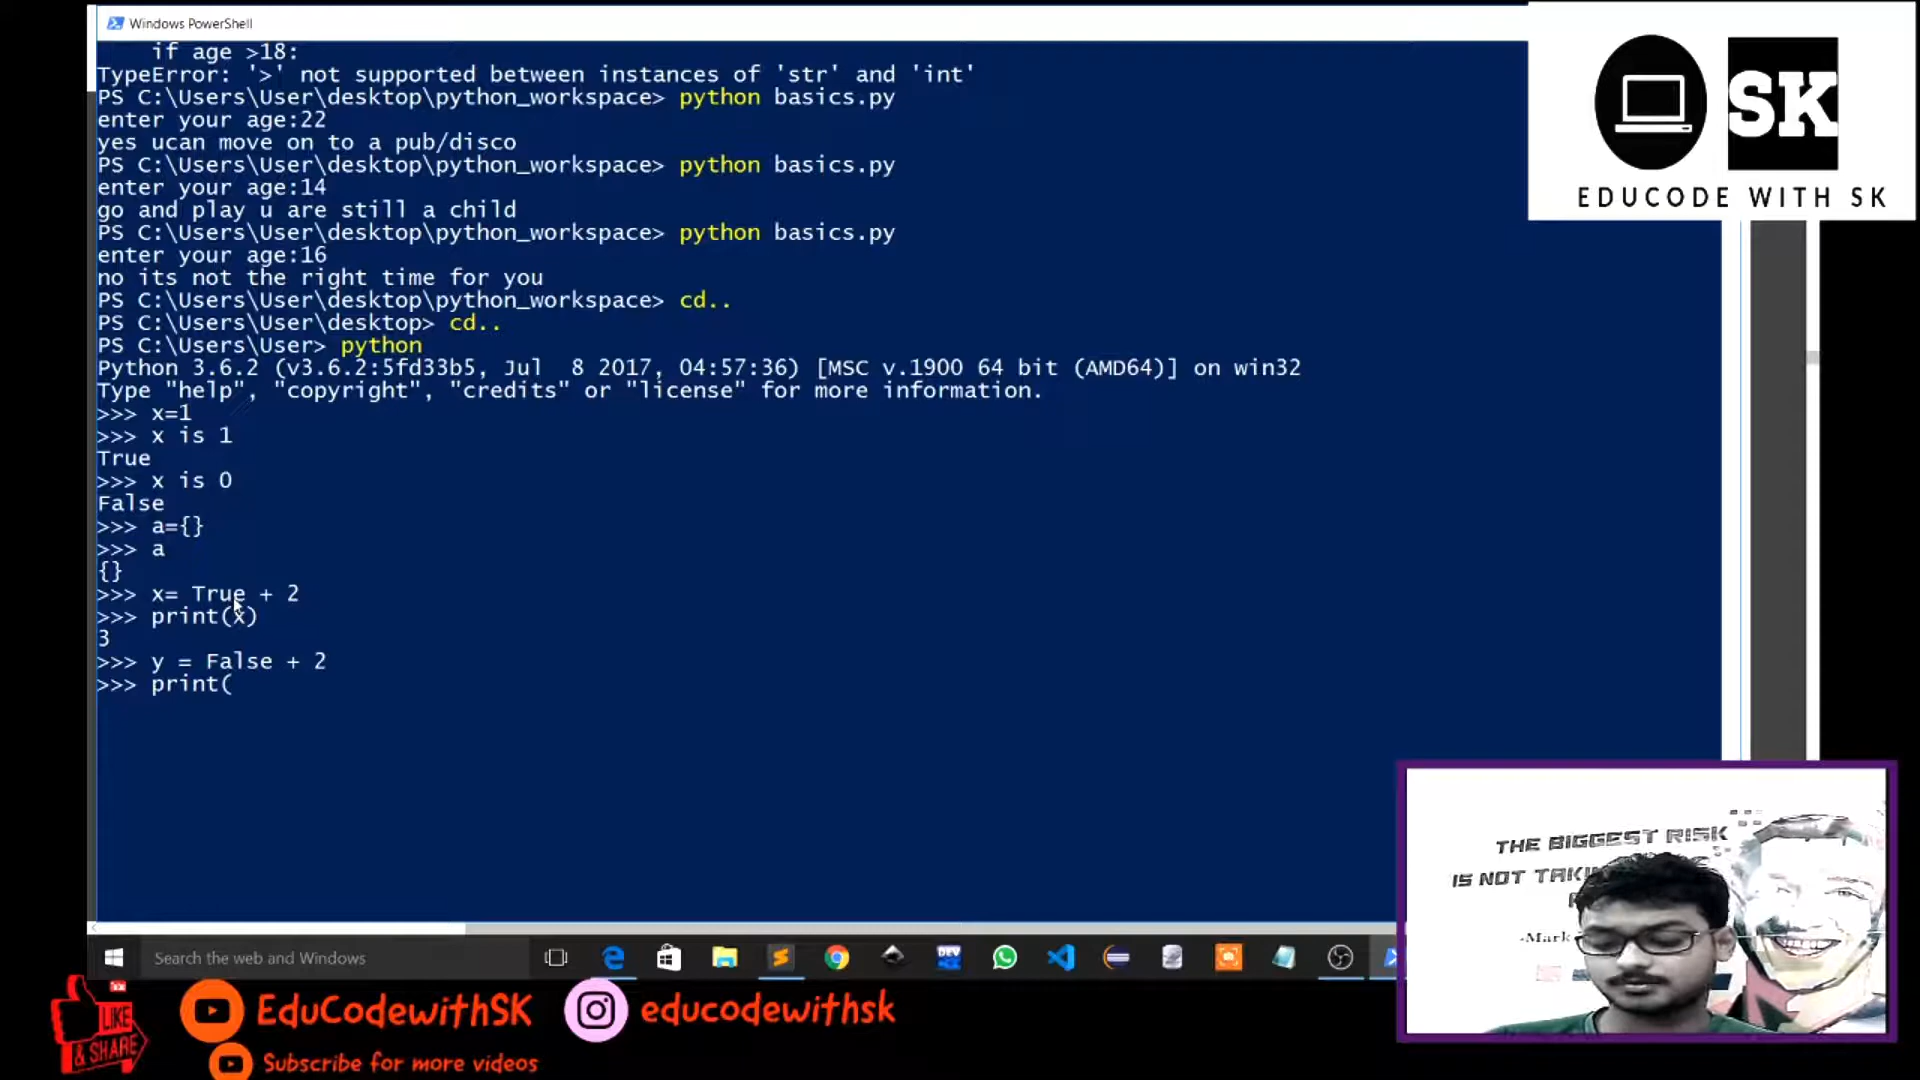 Windows PowerShell
if age >18:
TypeError: '>' not supported between instances of 'str' and 'int'
PS C:\Users\User\desktop\python_workspace> python basics.py
enter your age:22
yes ucan move on to a pub/disco
PS C:\Users\User\desktop\python_workspace> python basics.py
enter your age:14
go and play u are still a child
PS C:\Users\User\desktop\python_workspace> python basics.py
enter your age:16
no its not the right time for you
PS C:\Users\User\desktop\python_workspace> cd..
PS C:\Users\User\desktop> cd..
PS C:\Users\User> python
Python 3.6.2 (v3.6.2:5fd33b5, Jul  8 2017, 04:57:36) [MSC v.1900 64 bit (AMD64)] on win32
Type "help", "copyright", "credits" or "license" for more information.
>>> x=1
>>> x is 1
True
>>> x is 0
False
>>> a={}
>>> a
{}
>>> x= True + 2
>>> print(x)
3
>>> y = False + 2
>>> print(
SK
EDUCODE WITH SK
THE BIGGEST RISK
IS NOT
-Mark
Search the web and Windows
DEV
LIKE
& SHARE
EduCodewithSK
educodewithsk
Subscribe for more videos